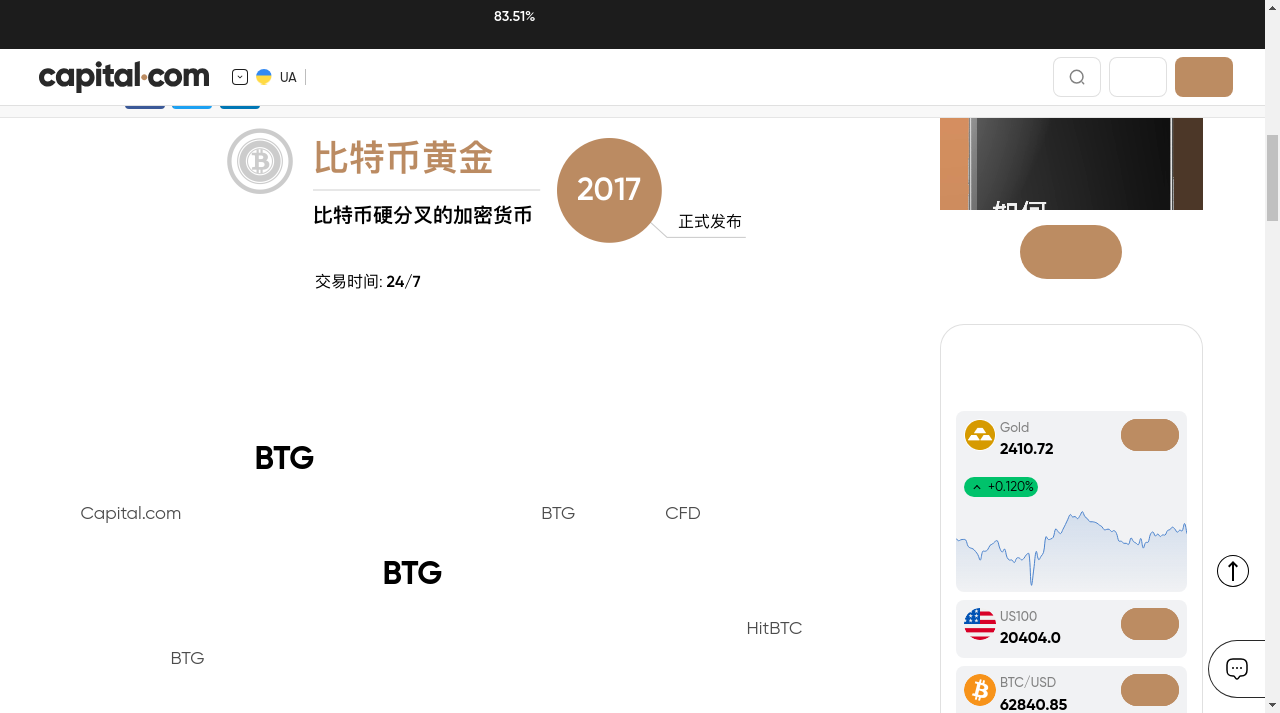 83.51%
capital.com
UA
比特币黄金
比特币硬分叉的加密货币
2017
正式发布
交易时间: 24/7
BTG
Capital.com BTG CFD
BTG
HitBTC
BTG
如何
Gold
2410.72
+0.120%
US100
20404.0
BTC/USD
62840.85